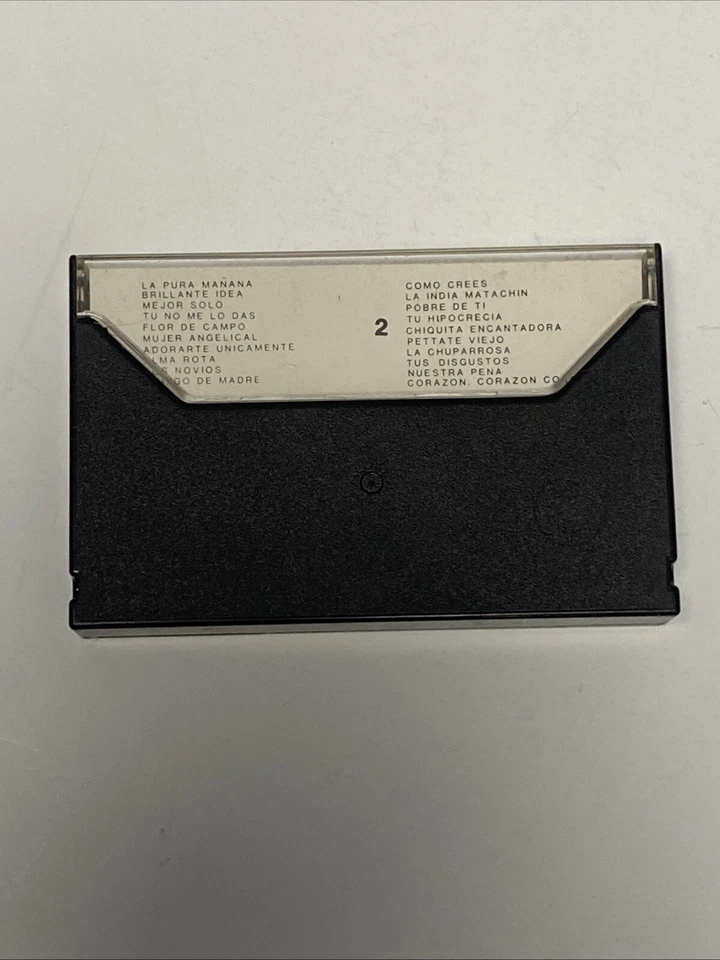 LA PURA MAÑANA
BRILLANTE IDEA
MEJOR SOLO
TU NO ME LO DAS
FLOR DE CAMPO
MUJER ANGELICAL
ADORARTE UNICAMENTE
ALMA ROTA
NOVIOS
DE MADRE
2
COMO CREES
LA INDIA MATACHIN
POBRE DE TI
TU HIPOCRECIA
CHIQUITA ENCANTADORA
PETTATE VIEJO
LA CHUPARROSA
TUS DISGUSTOS
NUESTRA PENA
CORAZON, CORAZON